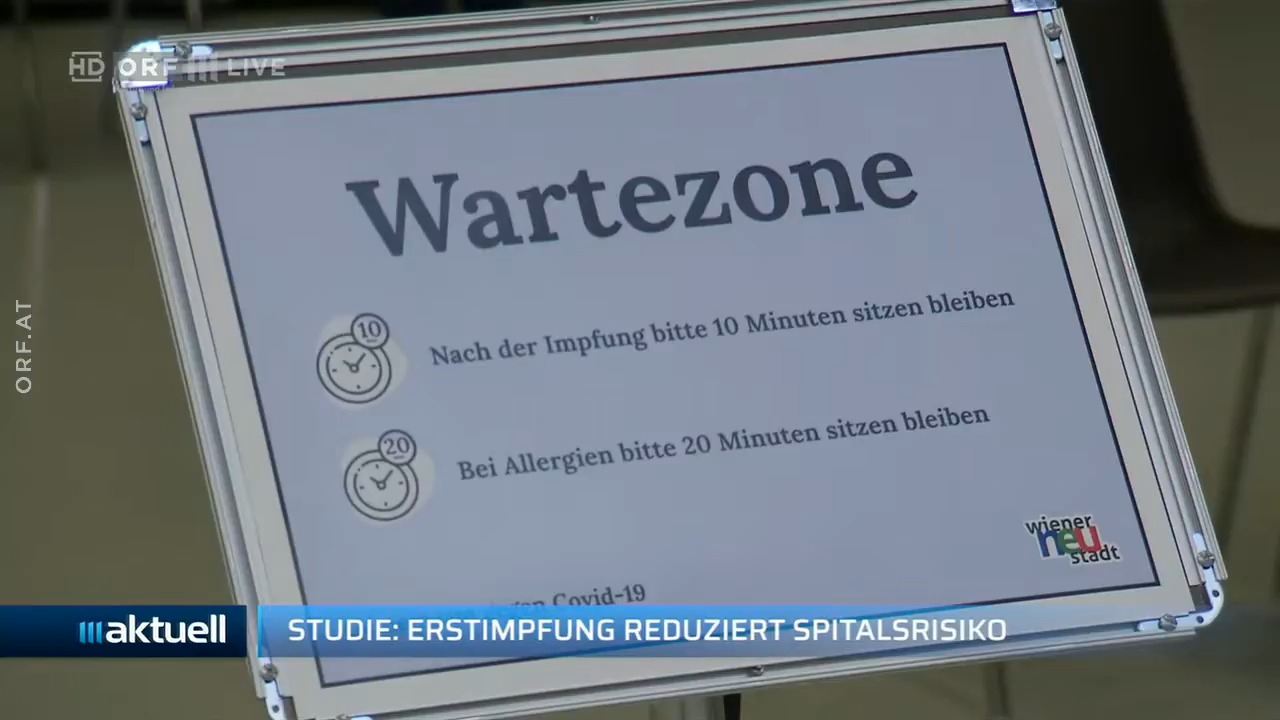 HD ORF III LIVE
ORF.AT
Wartezone
10
Nach der Impfung bitte 10 Minuten sitzen bleiben
20
Bei Allergien bitte 20 Minuten sitzen bleiben
wiener
neu
stadt
Covid-19
III aktuell
STUDIE: ERSTIMPFUNG REDUZIERT SPITALSRISIKO